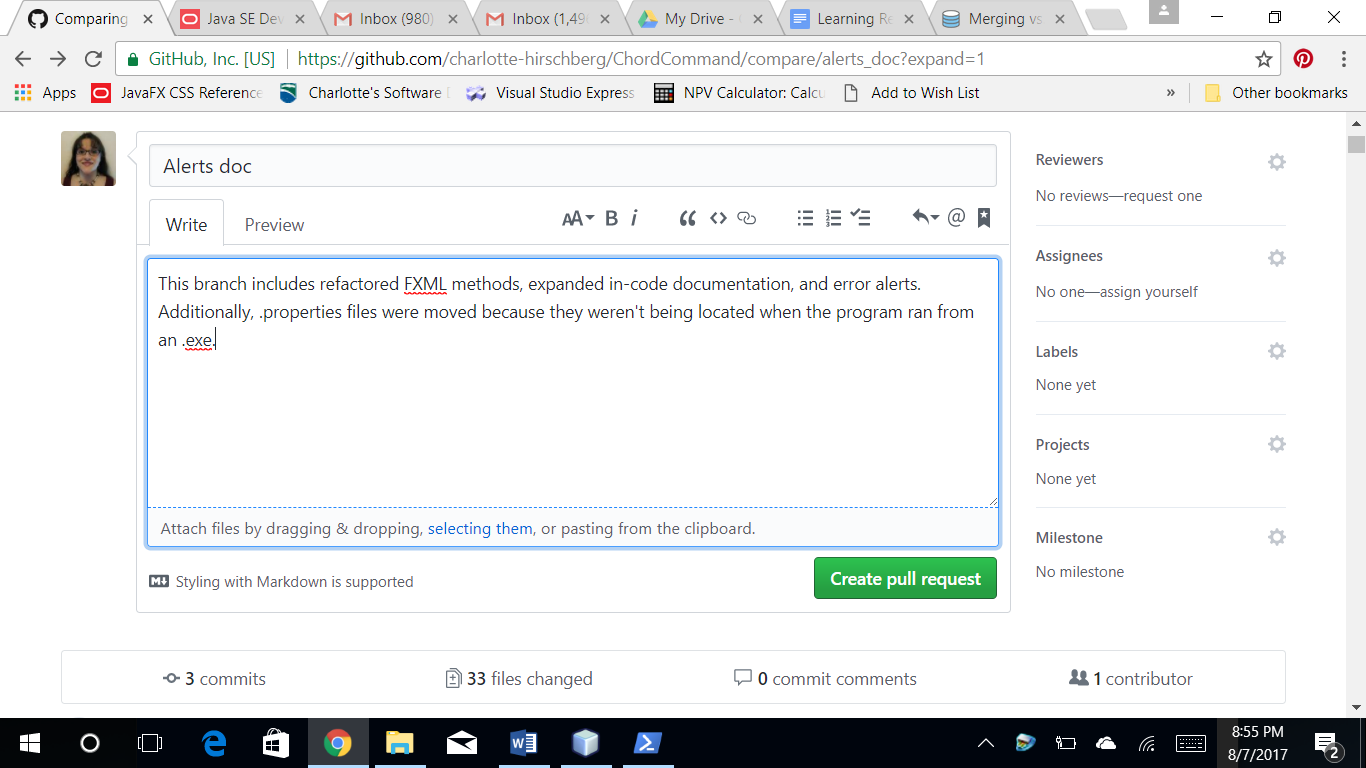 Comparing
Java SE Dev
Inbox (980)
Inbox (1,49
My Drive -
Learning Re
Merging vs
GitHub, Inc. [US]
https://github.com/charlotte-hirschberg/ChordCommand/compare/alerts_doc?expand=1
Apps
JavaFX CSS Reference
Charlotte's Software
Visual Studio Express
NPV Calculator: Calcu
Add to Wish List
»
Other bookmarks
Alerts doc
Write
Preview
AA
B
i
@
This branch includes refactored FXML methods, expanded in-code documentation, and error alerts.
Additionally, .properties files were moved because they weren't being located when the program ran from
an .exe.
Attach files by dragging & dropping, selecting them, or pasting from the clipboard.
Styling with Markdown is supported
Create pull request
Reviewers
No reviews—request one
Assignees
No one—assign yourself
Labels
None yet
Projects
None yet
Milestone
No milestone
3 commits
33 files changed
0 commit comments
1 contributor
8:55 PM
8/7/2017
2